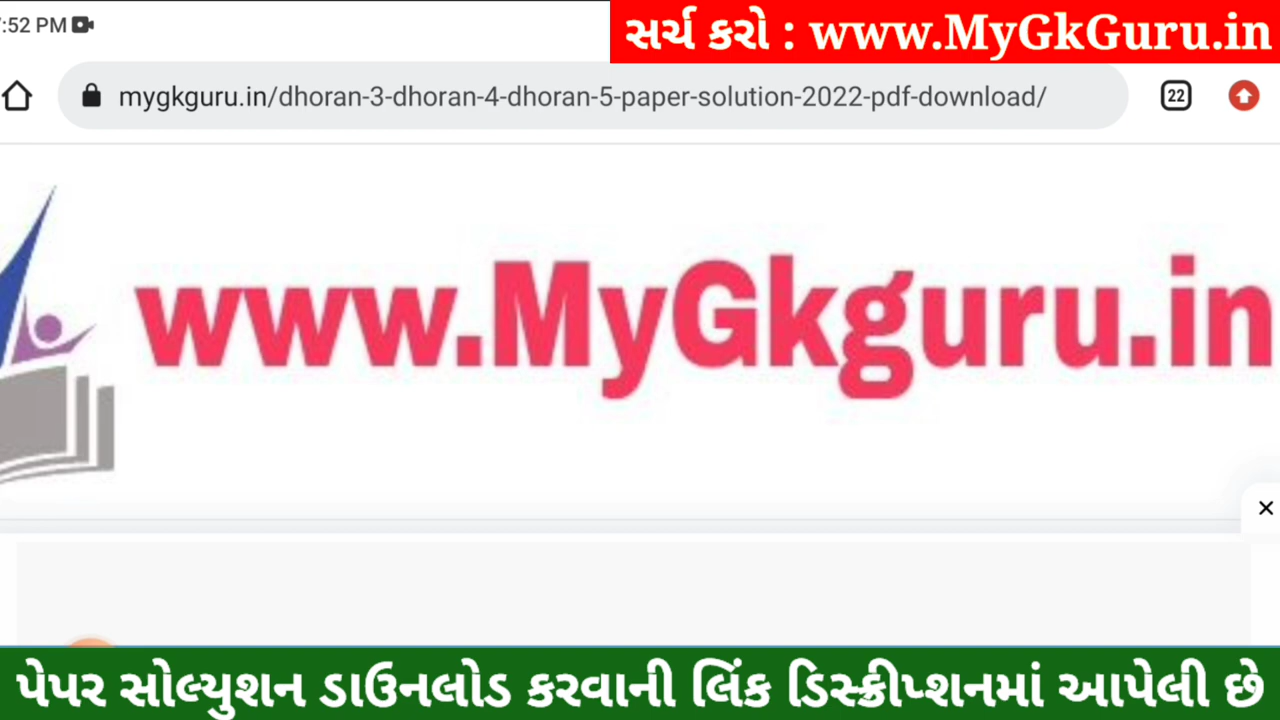 :52 PM
સર્ચ કરો : www.MyGkGuru.in
mygkguru.in/dhoran-3-dhoran-4-dhoran-5-paper-solution-2022-pdf-download/
22
www.MyGkguru.in
પેપર સોલ્યુશન ડાઉનલોડ કરવાની લિંક ડિસ્ક્રીપ્શનમાં આપેલી છે